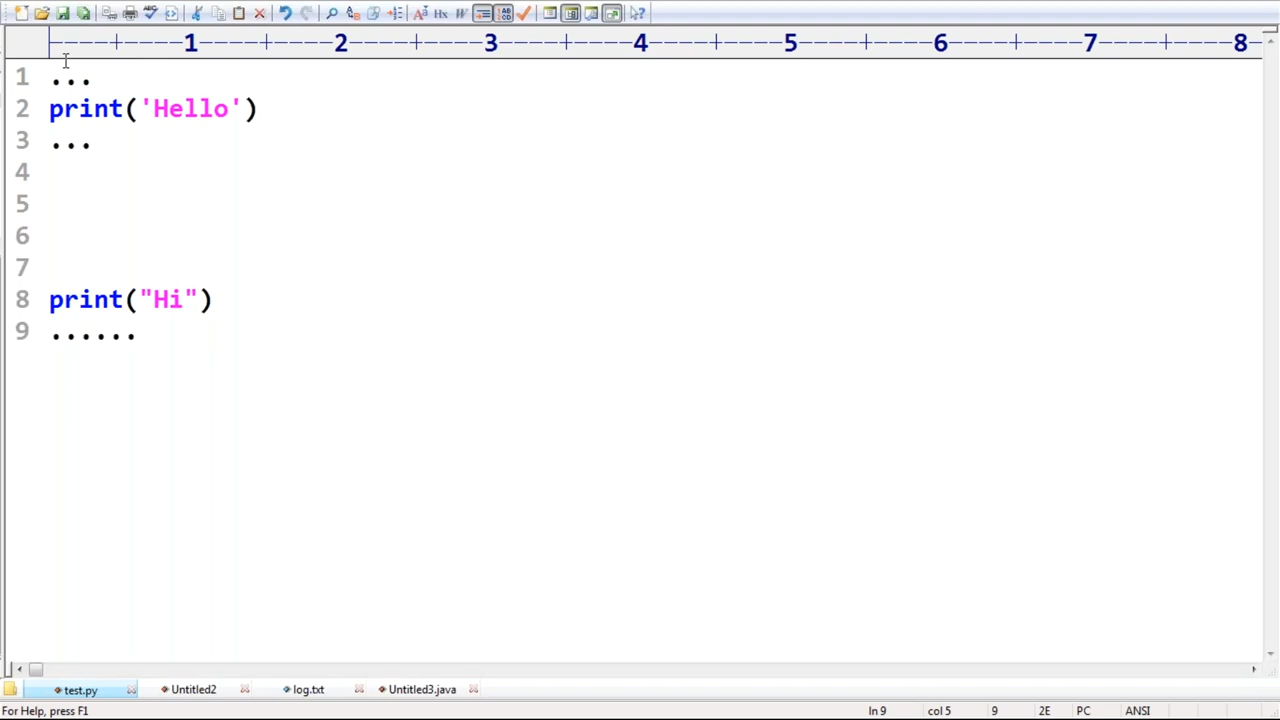 1 2 3 4 5 6 7 8
1 ...
2 print('Hello')
3 ...
4
5
6
7
8 print("Hi")
9 ......
test.py Untitled2 log.txt Untitled3.java
For Help, press F1 ln 9 col 5 9 2E PC ANSI